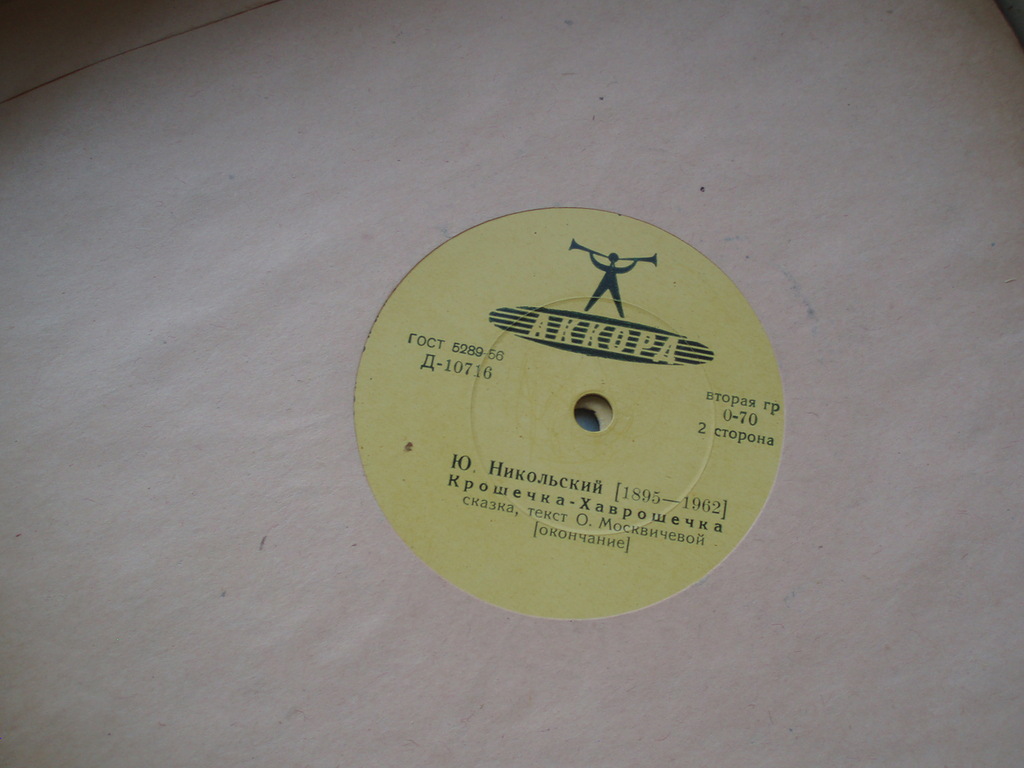 АККОРД
ГОСТ 5289-56
Д-10716
вторая гр
0-70
2 сторона
Ю. Никольский [1895—1962]
Крошечка-Хаврошечка
сказка, текст О. Москвичевой
[окончание]